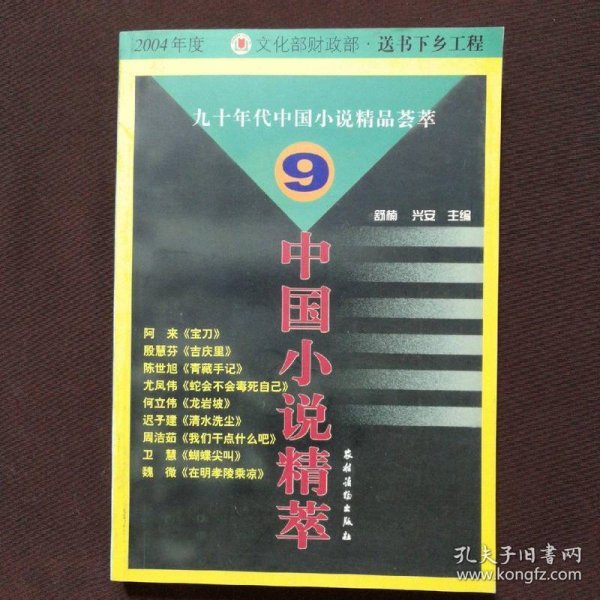 2004年度 文化部财政部·送书下乡工程
九十年代中国小说精品荟萃
9
舒楠 兴安 主编
中国小说精萃
阿来《宝刀》
殷慧芬《吉庆里》
陈世旭《青藏手记》
尤凤伟《蛇会不会毒死自己》
何立伟《龙岩坡》
迟予建《清水洗尘》
周洁茹《我们干点什么吧》
卫慧《蝴蝶尖叫》
魏微《在明孝陵乘凉》
农村读物出版社
孔夫子旧书网
www.kongfz.com